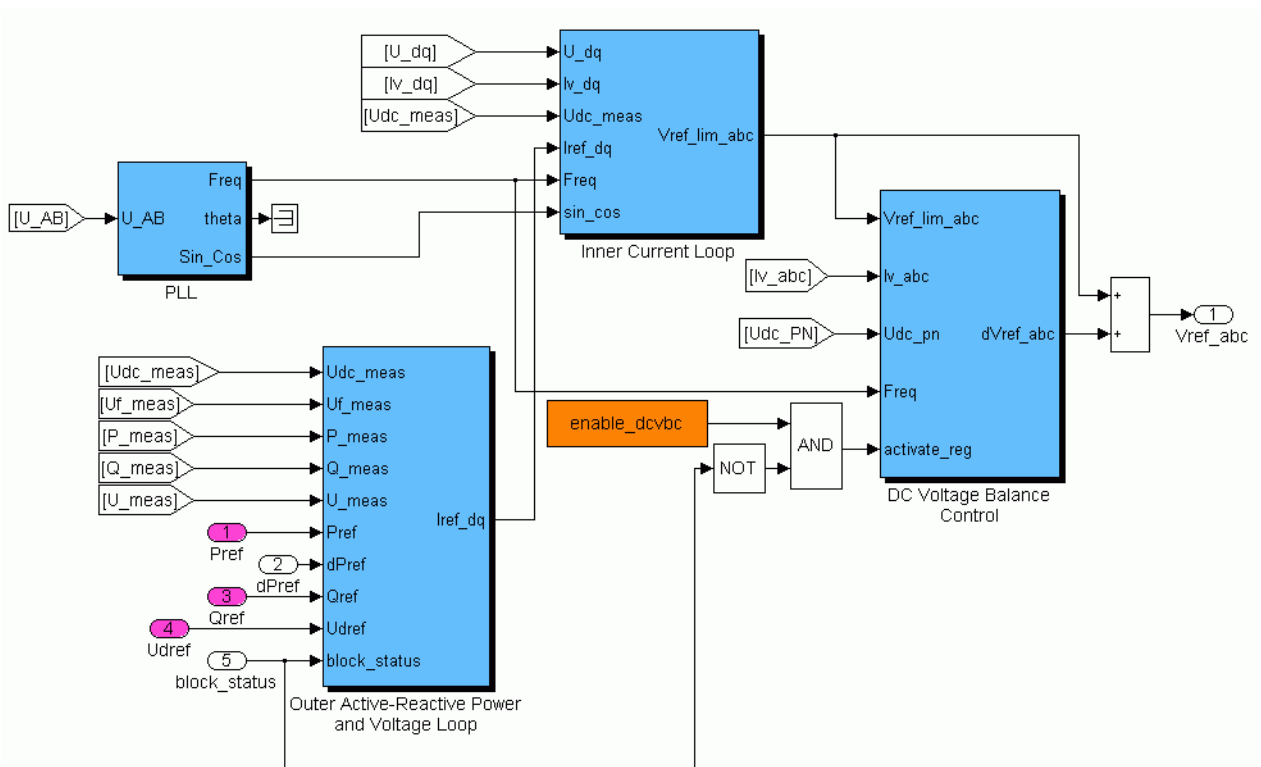 [U_dq]
[Iv_dq]
[Udc_meas]
U_dq
Iv_dq
Udc_meas
Iref_dq
Freq
sin_cos
Vref_lim_abc
Inner Current Loop
[U_AB]
U_AB
Freq
theta
Sin_Cos
PLL
[Iv_abc]
[Udc_PN]
Vref_lim_abc
Iv_abc
Udc_pn
Freq
activate_reg
dVref_abc
DC Voltage Balance
Control
+
+
1
Vref_abc
enable_dcvbc
NOT
AND
[Udc_meas]
[Uf_meas]
[P_meas]
[Q_meas]
[U_meas]
1
Pref
2
dPref
3
Qref
4
Udref
5
block_status
Udc_meas
Uf_meas
P_meas
Q_meas
U_meas
Pref
dPref
Qref
Udref
block_status
Iref_dq
Outer Active-Reactive Power
and Voltage Loop